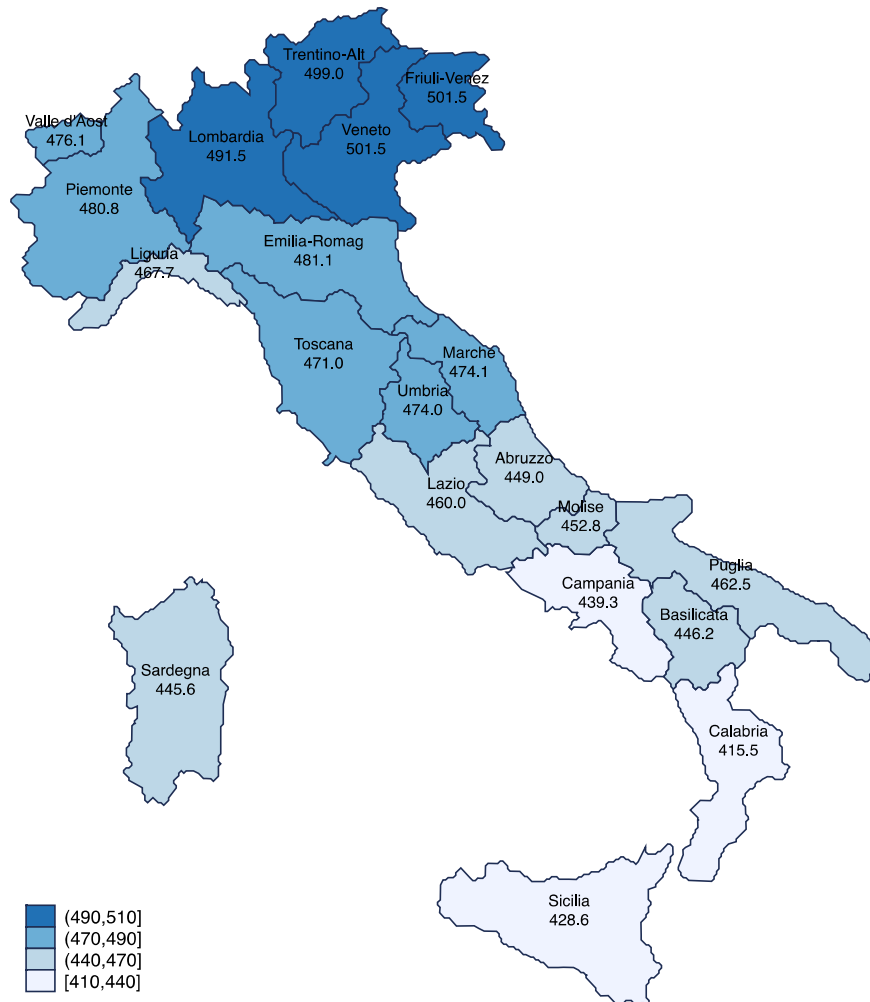 Trentino-Alt
499.0
Friuli-Venez
501.5
Valle d'Aost
476.1
Lombardia
491.5
Veneto
501.5
Piemonte
480.8
Emilia-Romag
481.1
Liguria
467.7
Toscana
471.0
Marche
474.1
Umbria
474.0
Abruzzo
449.0
Lazio
460.0
Molise
452.8
Puglia
462.5
Campania
439.3
Basilicata
446.2
Sardegna
445.6
Calabria
415.5
Sicilia
428.6
(490,510]
(470,490]
(440,470]
[410,440]